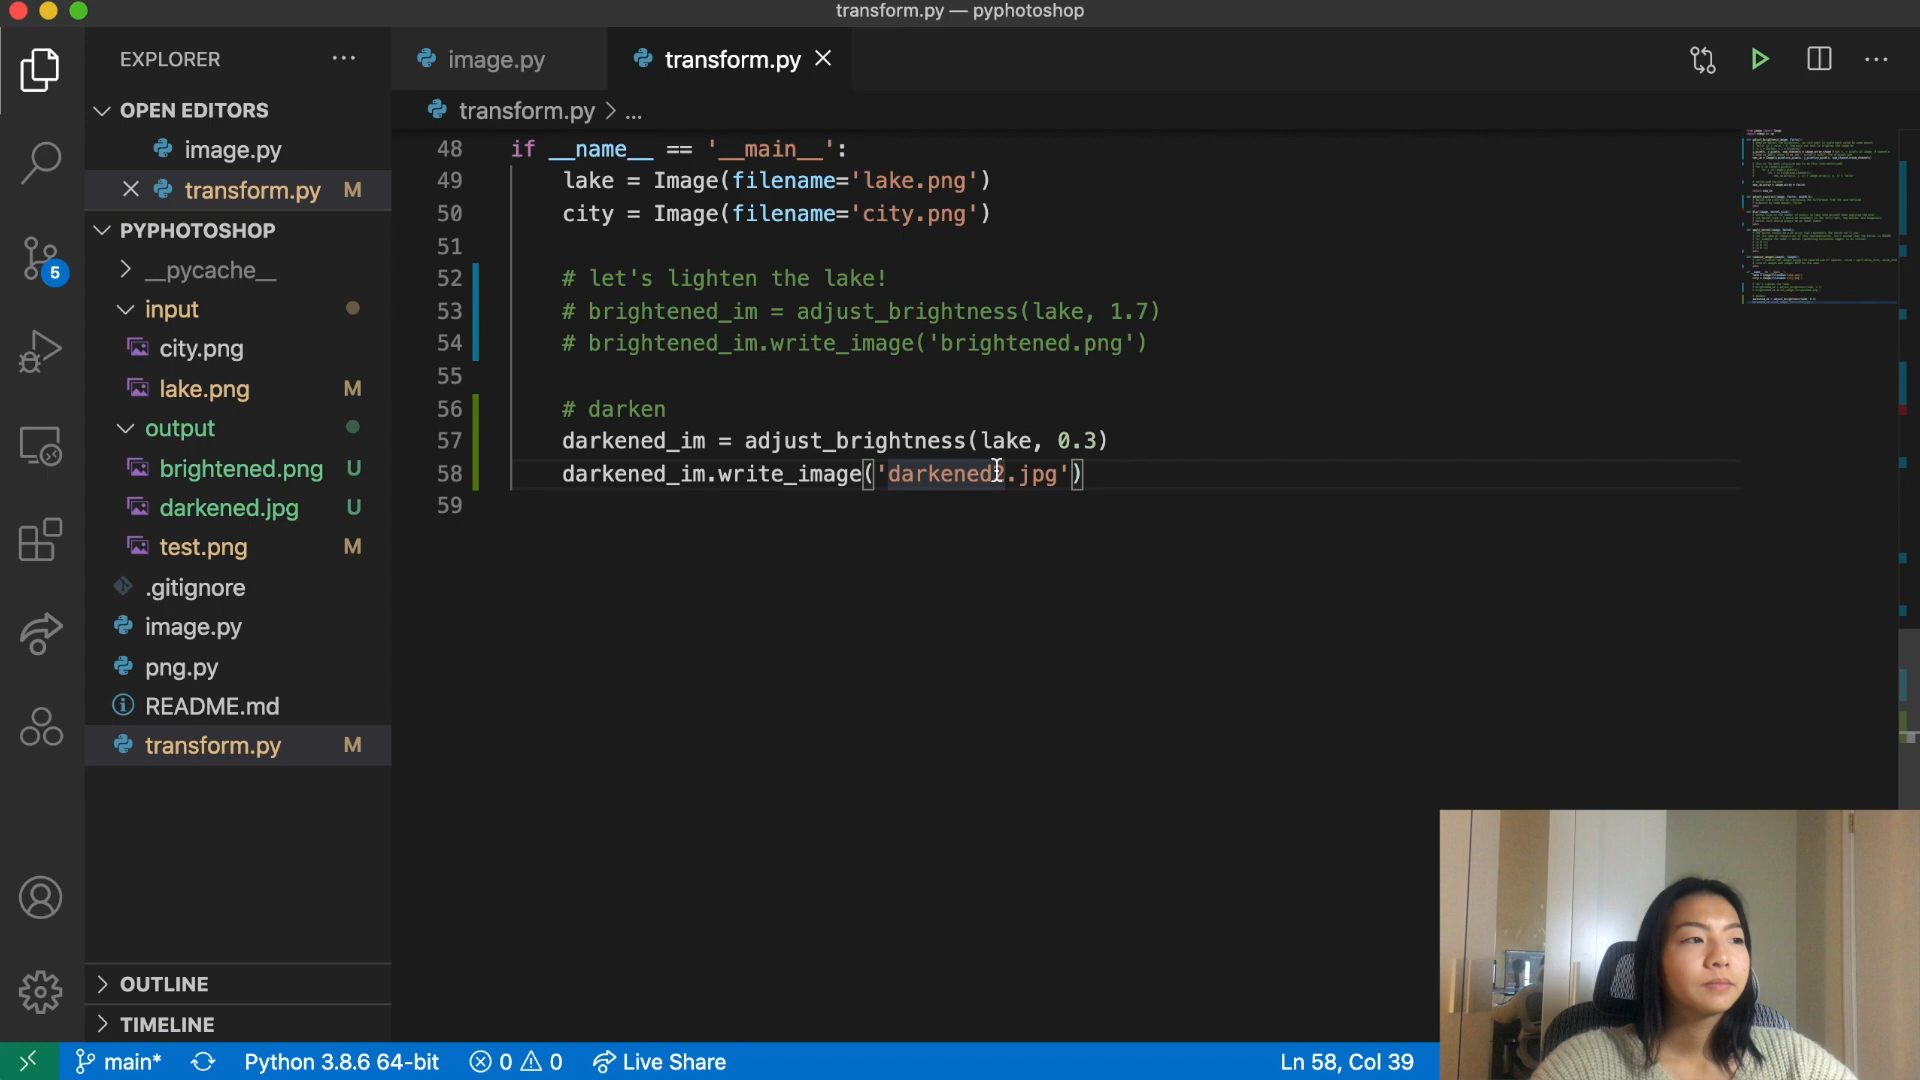 transform.py — pyphotoshop
EXPLORER
image.py
transform.py
OPEN EDITORS
image.py
transform.py M
PYPHOTOSHOP
__pycache__
input
city.png
lake.png M
output
brightened.png U
darkened.jpg U
test.png M
.gitignore
image.py
png.py
README.md
transform.py M
OUTLINE
TIMELINE
5
transform.py > ...
48 if __name__ == '__main__':
49 lake = Image(filename='lake.png')
50 city = Image(filename='city.png')
51
52 # let's lighten the lake!
53 # brightened_im = adjust_brightness(lake, 1.7)
54 # brightened_im.write_image('brightened.png')
55
56 # darken
57 darkened_im = adjust_brightness(lake, 0.3)
58 darkened_im.write_image('darkened2.jpg')
59
main* Python 3.8.6 64-bit 0 0 Live Share Ln 58, Col 39